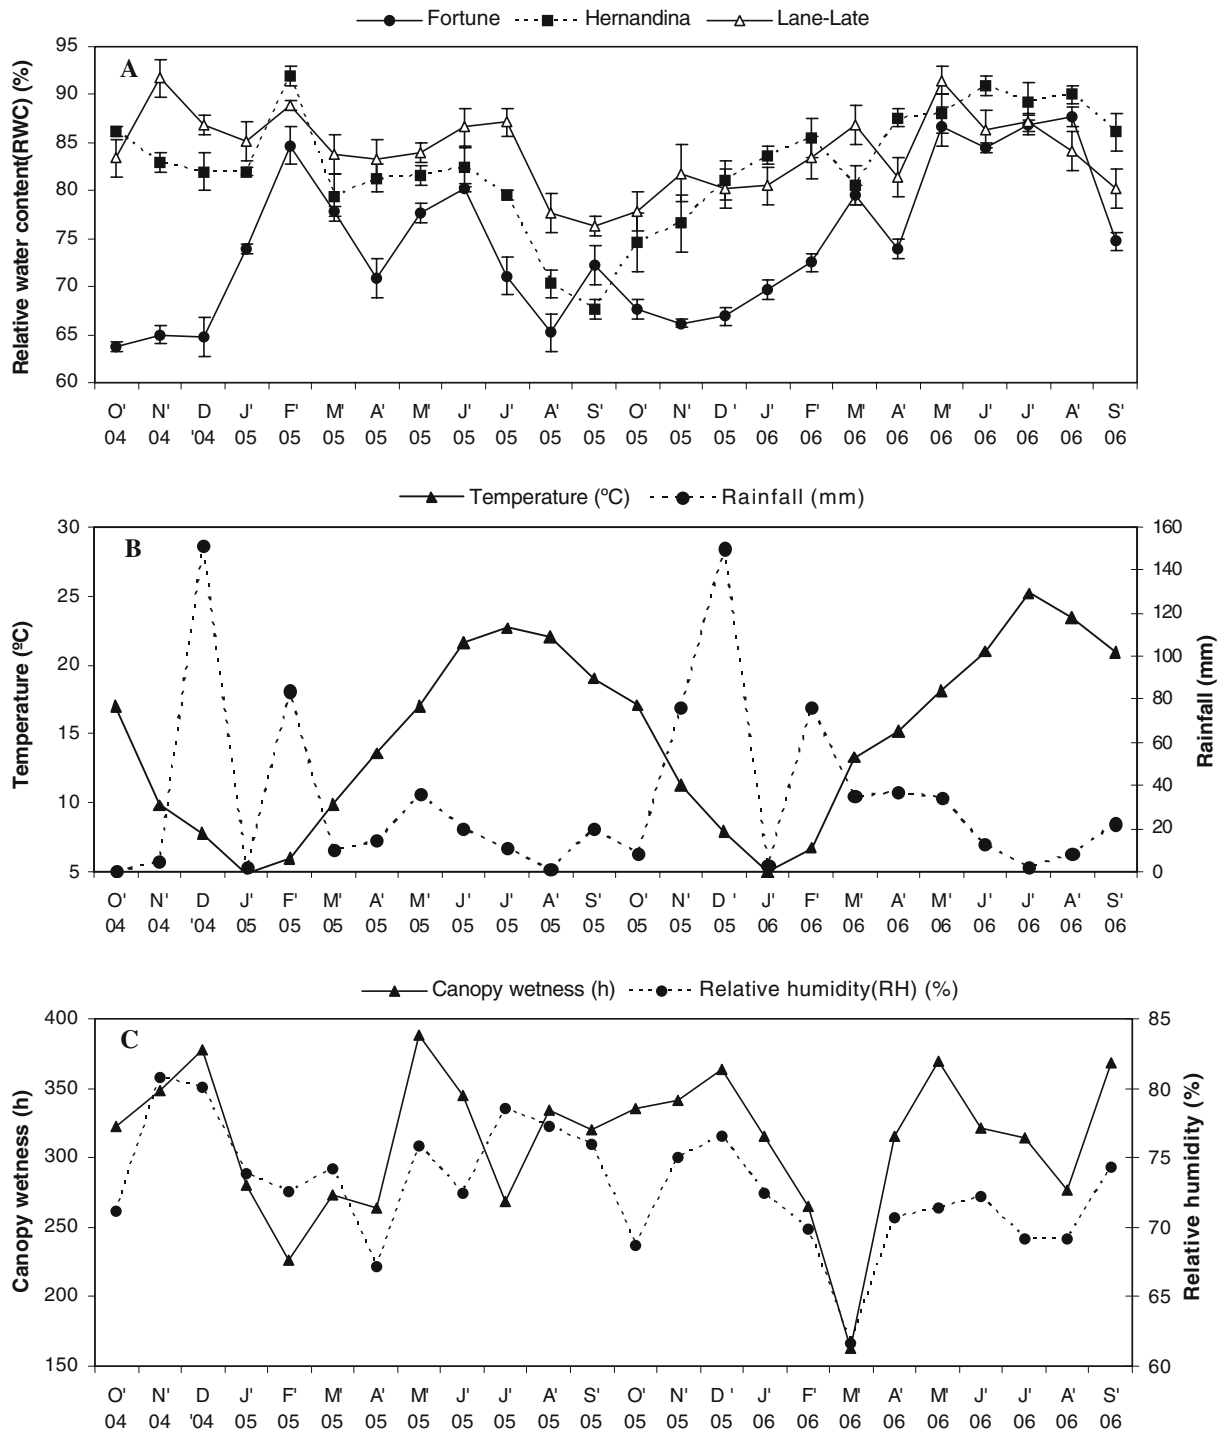 Fortune Hernandina Lane-Late
A
Relative water content(RWC) (%)
95
90
85
80
75
70
65
60
O' N' D J' F' M' A' M' J' J' A' S' O' N' D ' J' F' M' A' M' J' J' A' S'
04 04 '04 05 05 05 05 05 05 05 05 05 05 05 05 06 06 06 06 06 06 06 06 06
Temperature (ºC) Rainfall (mm)
B
Temperature (ºC)
30
25
20
15
10
5
160
140
120
100
80
60
40
20
0
Rainfall (mm)
O' N' D J' F' M' A' M' J' J' A' S' O' N' D ' J' F' M' A' M' J' J' A' S'
04 04 '04 05 05 05 05 05 05 05 05 05 05 05 05 06 06 06 06 06 06 06 06 06
Canopy wetness (h) Relative humidity(RH) (%)
C
Canopy wetness (h)
400
350
300
250
200
150
85
80
75
70
65
60
Relative humidity (%)
O' N' D J' F' M' A' M' J' J' A' S' O' N' D ' J' F' M' A' M' J' J' A' S'
04 04 '04 05 05 05 05 05 05 05 05 05 05 05 05 06 06 06 06 06 06 06 06 06